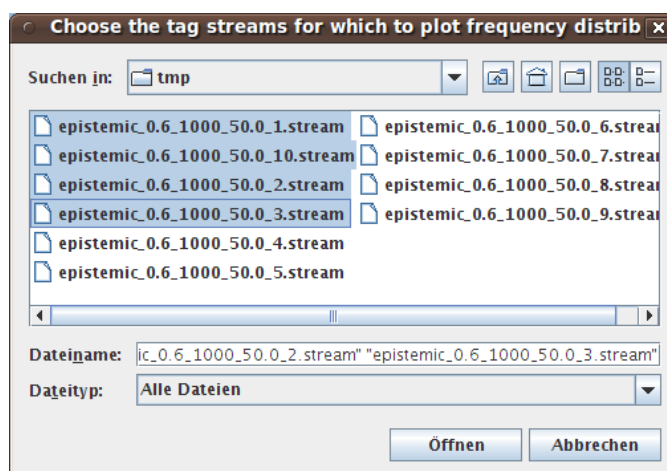 Choose the tag streams for which to plot frequency distrib
Suchen in: tmp
epistemic_0.6_1000_50.0_1.stream
epistemic_0.6_1000_50.0_10.stream
epistemic_0.6_1000_50.0_2.stream
epistemic_0.6_1000_50.0_3.stream
epistemic_0.6_1000_50.0_4.stream
epistemic_0.6_1000_50.0_5.stream
epistemic_0.6_1000_50.0_6.strear
epistemic_0.6_1000_50.0_7.strear
epistemic_0.6_1000_50.0_8.strear
epistemic_0.6_1000_50.0_9.strear
Dateiname: ic_0.6_1000_50.0_2.stream" "epistemic_0.6_1000_50.0_3.stream"
Dateityp: Alle Dateien
Öffnen Abbrechen